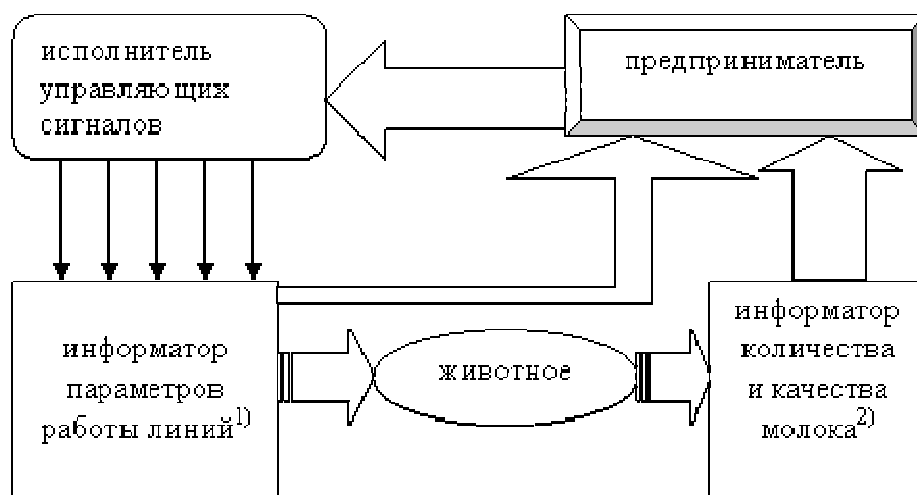 исполнитель
управляющих
сигналов
предприниматель
информатор
параметров
работы линий1)
животное
информатор
количества
и качества
молока2)